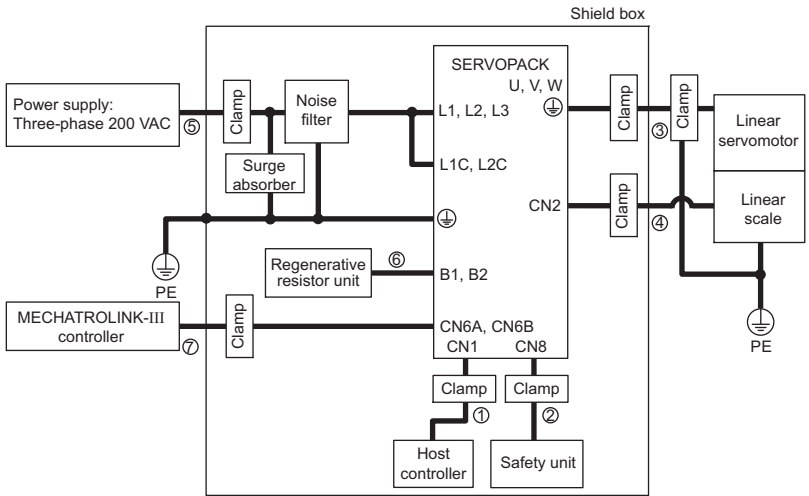 Shield box
SERVOPACK
U, V, W
Power supply:
Three-phase 200 VAC
⑤
Clamp
Noise
filter
L1, L2, L3
Clamp
③
Clamp
Linear
servomotor
Surge
absorber
L1C, L2C
CN2
Clamp
④
Linear
scale
PE
Regenerative
resistor unit
⑥
B1, B2
MECHATROLINK-III
controller
⑦
Clamp
CN6A, CN6B
PE
CN1
CN8
Clamp
Clamp
①
②
Host
controller
Safety unit